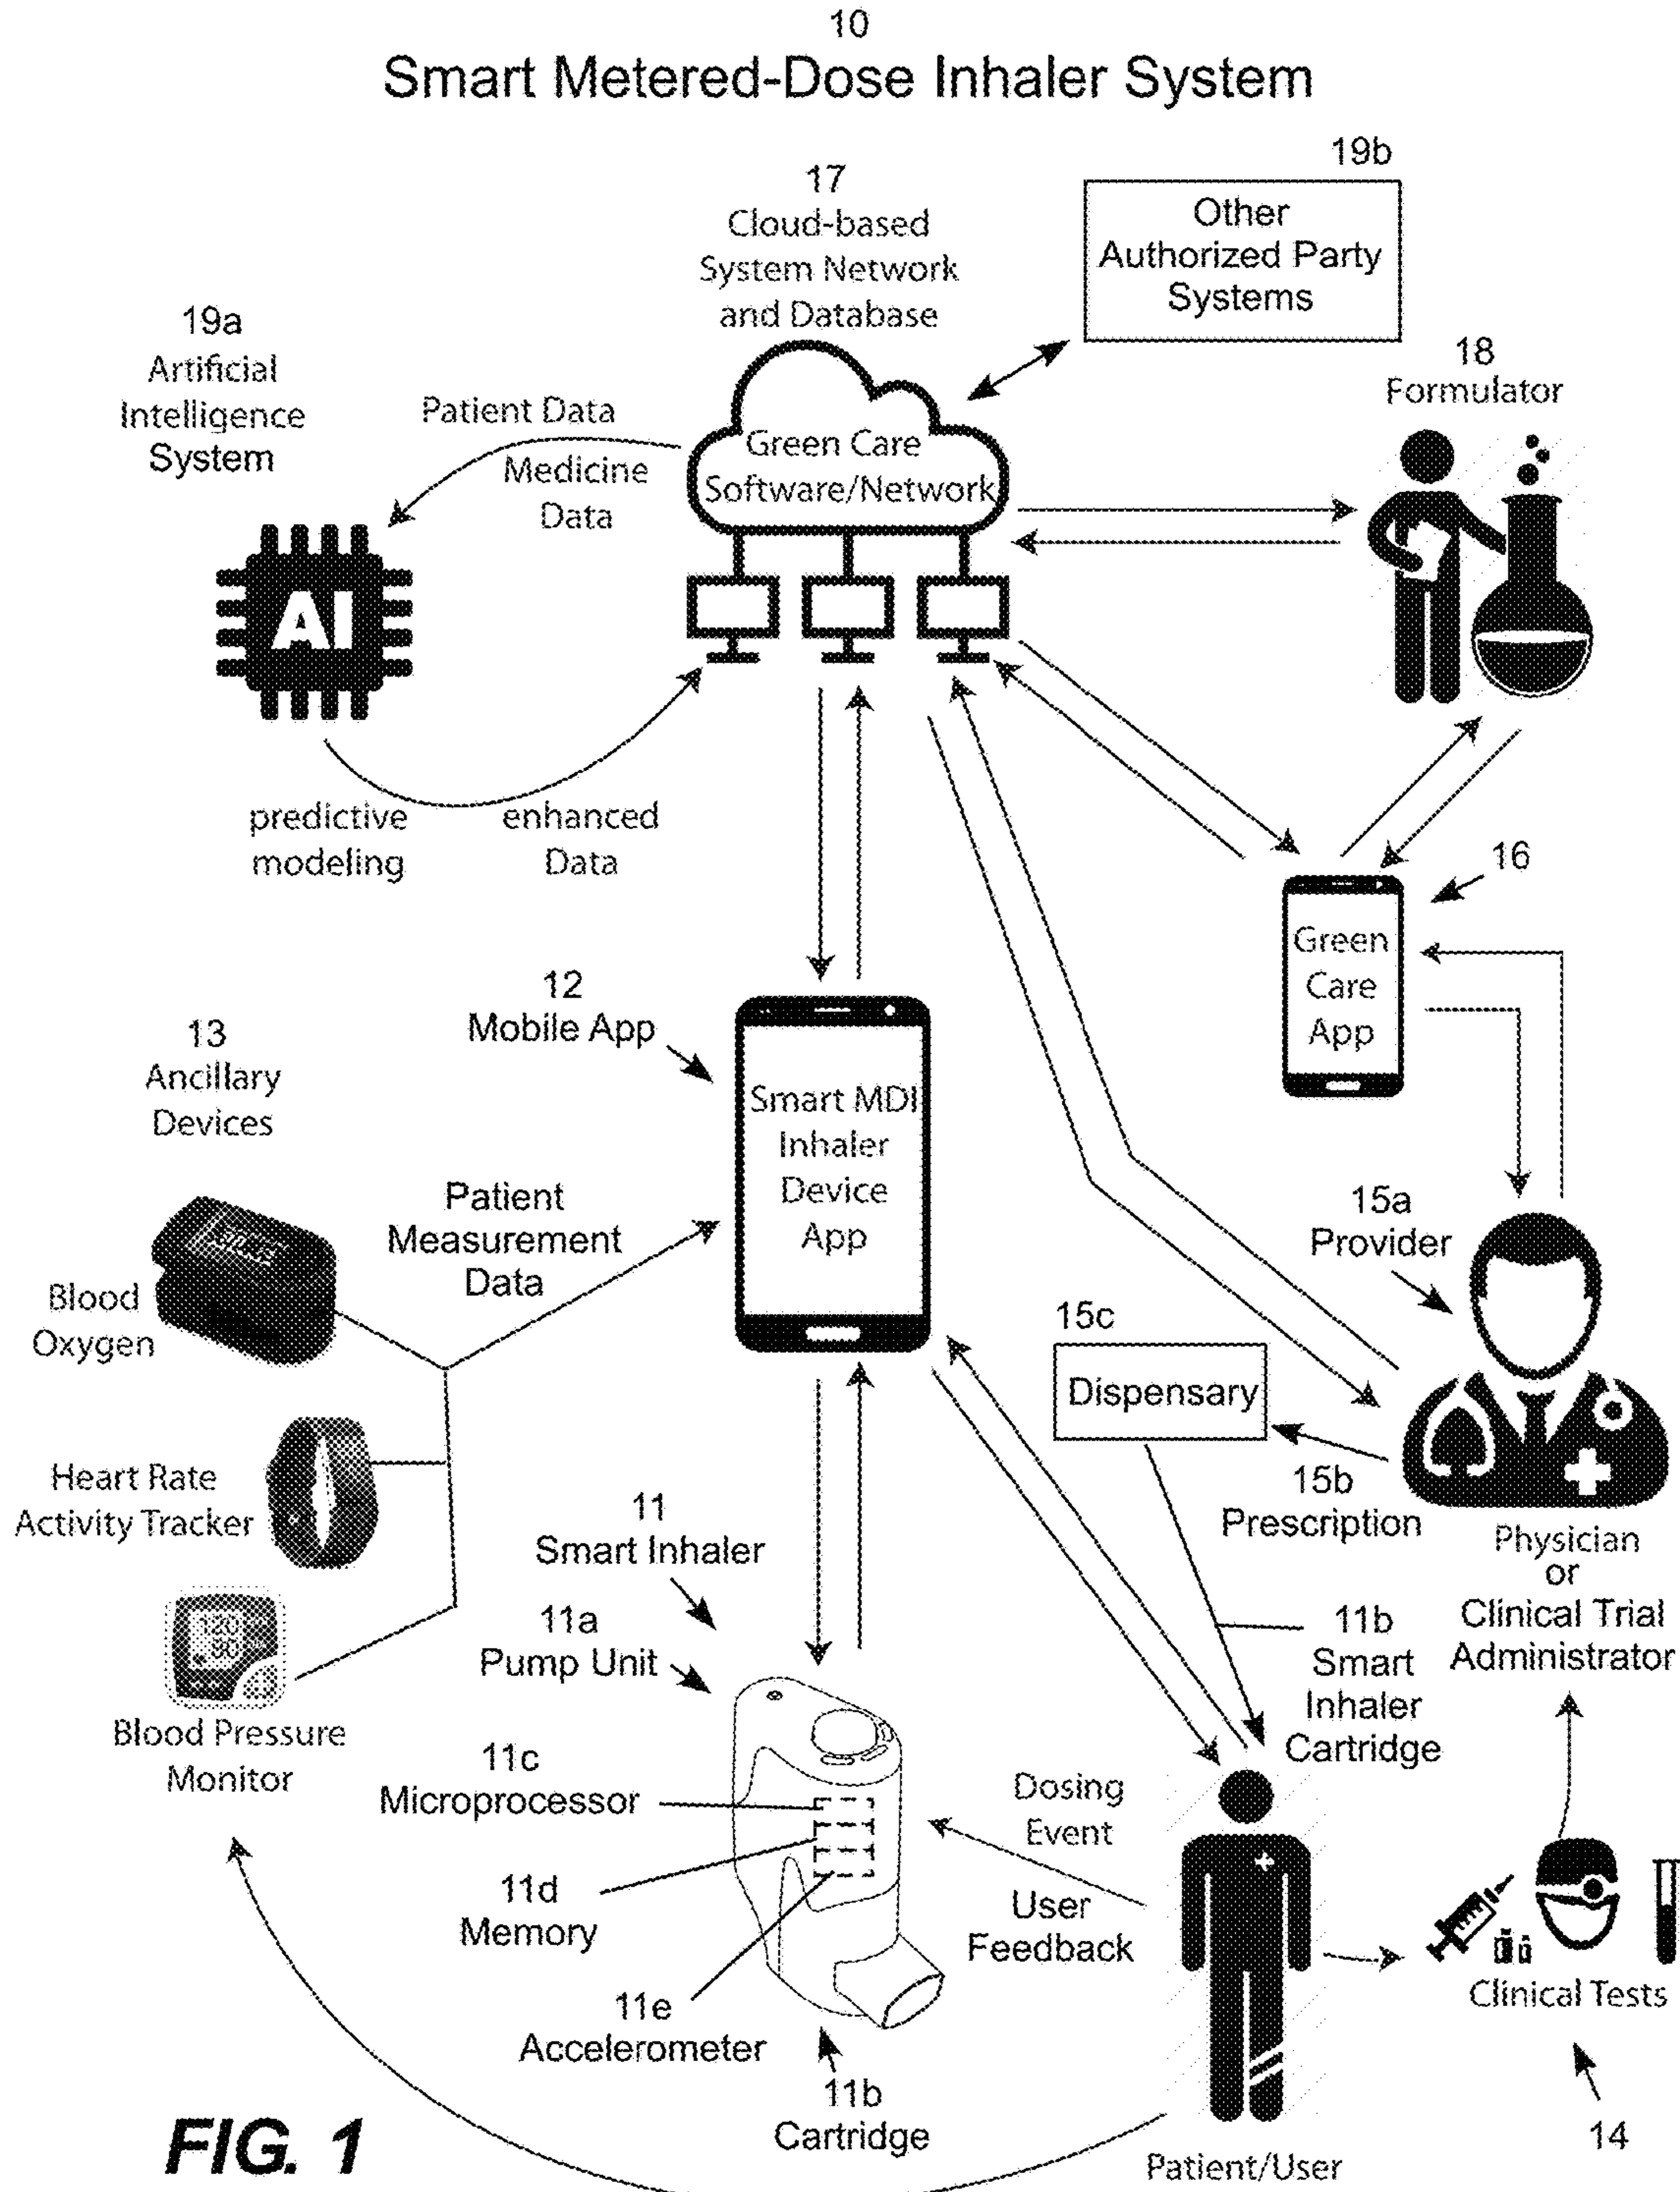 10
Smart Metered-Dose Inhaler System
19b
Other
Authorized Party
Systems
17
Cloud-based
System Network
and Database
19a
Artificial
Intelligence
System
Patient Data
Medicine
Data
Green Care
Software/Network
18
Formulator
AI
predictive
modeling
enhanced
Data
16
Green
Care
App
12
Mobile App
13
Ancillary
Devices
Smart MDI
Inhaler
Device
App
Patient
Measurement
Data
15a
Provider
Blood
Oxygen
15c
Dispensary
Heart Rate
Activity Tracker
15b
Prescription
11
Smart Inhaler
Physician
or
Clinical Trial
Administrator
11a
Pump Unit
11b
Smart
Inhaler
Cartridge
120
80
Blood Pressure
Monitor
11c
Microprocessor
Dosing
Event
11d
Memory
User
Feedback
Clinical Tests
11e
Accelerometer
11b
Cartridge
14
FIG. 1
Patient/User